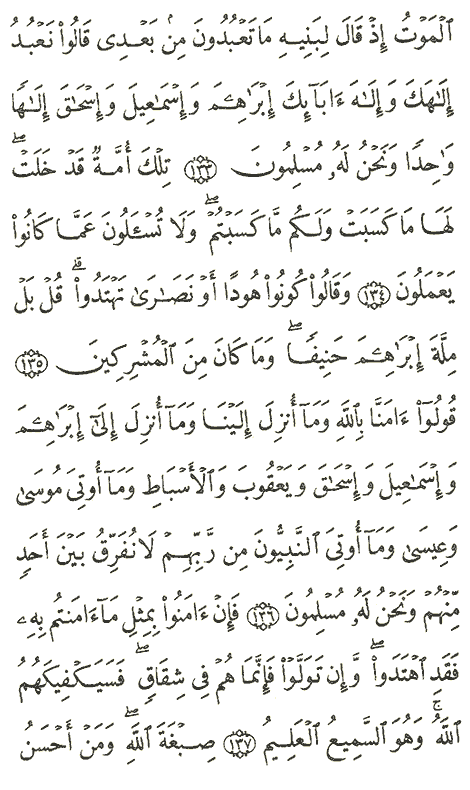 ٱلْمَوْتُ إِذْ قَالَ لِبَنِيهِ مَا تَعْبُدُونَ مِنۢ بَعْدِى قَالُوا۟ نَعْبُدُ
إِلَـٰهَكَ وَإِلَـٰهَ ءَابَآئِكَ إِبْرَٰهِـۧمَ وَإِسْمَـٰعِيلَ وَإِسْحَـٰقَ إِلَـٰهًا
وَٰحِدًا وَنَحْنُ لَهُۥ مُسْلِمُونَ ١٣٣ تِلْكَ أُمَّةٌ قَدْ خَلَتْ ۖ
لَهَا مَا كَسَبَتْ وَلَكُم مَّا كَسَبْتُمْ ۖ وَلَا تُسْـَٔلُونَ عَمَّا كَانُوا۟
يَعْمَلُونَ ١٣٤ وَقَالُوا۟ كُونُوا۟ هُودًا أَوْ نَصَـٰرَىٰ تَهْتَدُوا۟ ۗ قُلْ بَلْ
مِلَّةَ إِبْرَٰهِـۧمَ حَنِيفًا ۖ وَمَا كَانَ مِنَ ٱلْمُشْرِكِينَ ١٣٥
قُولُوٓا۟ ءَامَنَّا بِٱللَّهِ وَمَآ أُنزِلَ إِلَيْنَا وَمَآ أُنزِلَ إِلَىٰٓ إِبْرَٰهِـۧمَ
وَإِسْمَـٰعِيلَ وَإِسْحَـٰقَ وَيَعْقُوبَ وَٱلْأَسْبَاطِ وَمَآ أُوتِىَ مُوسَىٰ
وَعِيسَىٰ وَمَآ أُوتِىَ ٱلنَّبِيُّونَ مِن رَّبِّهِمْ لَا نُفَرِّقُ بَيْنَ أَحَدٍ
مِّنْهُمْ وَنَحْنُ لَهُۥ مُسْلِمُونَ ١٣٦ فَإِنْ ءَامَنُوا۟ بِمِثْلِ مَآ ءَامَنتُم بِهِۦ
فَقَدِ ٱهْتَدَوا۟ ۖ وَّإِن تَوَلَّوْا۟ فَإِنَّمَا هُمْ فِى شِقَاقٍ ۖ فَسَيَكْفِيكَهُمُ
ٱللَّهُ ۚ وَهُوَ ٱلسَّمِيعُ ٱلْعَلِيمُ ١٣٧ صِبْغَةَ ٱللَّهِ ۖ وَمَنْ أَحْسَنُ